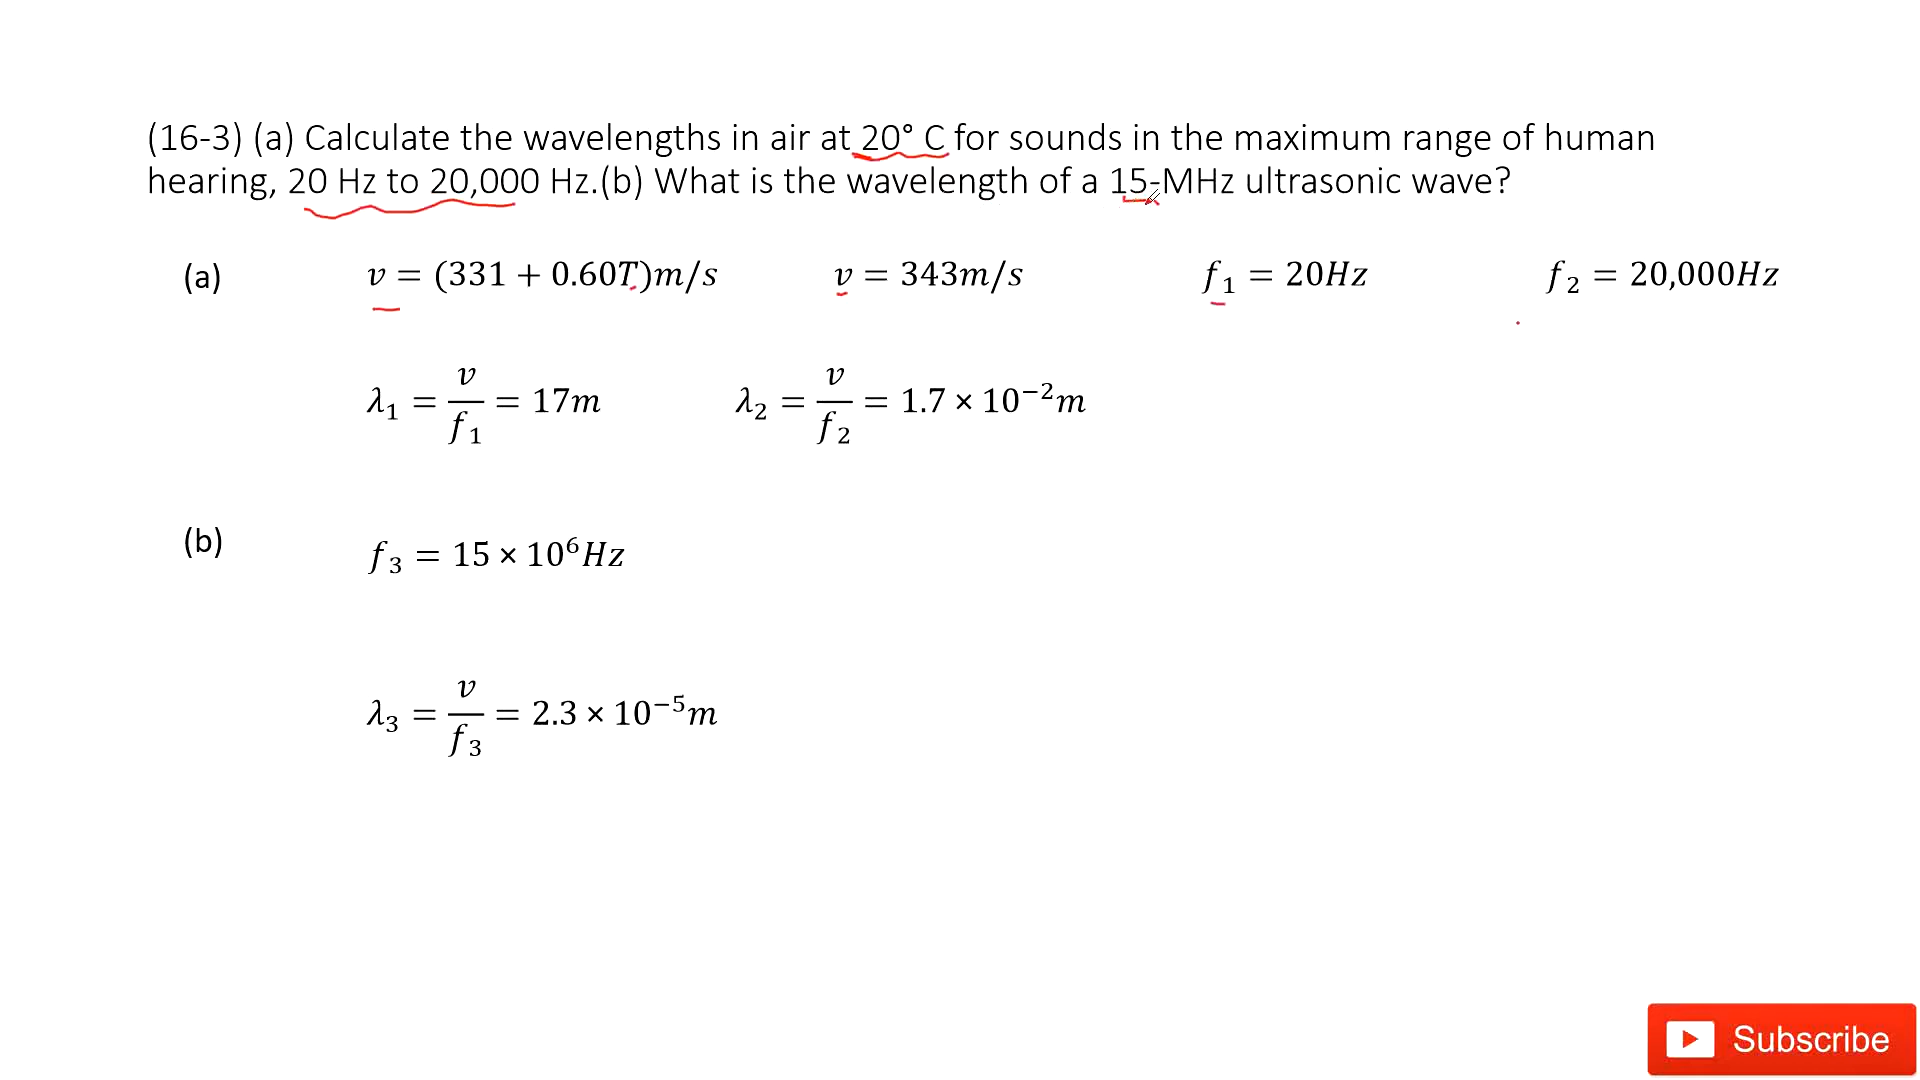 (16-3) (a) Calculate the wavelengths in air at 20° C for sounds in the maximum range of human
hearing, 20 Hz to 20,000 Hz.(b) What is the wavelength of a 15-MHz ultrasonic wave?
(a) v = (331 + 0.60T)m/s v = 343m/s f₁ = 20Hz f₂ = 20,000Hz
λ₁ = v/f₁ = 17m λ₂ = v/f₂ = 1.7 × 10⁻²m
(b) f₃ = 15 × 10⁶Hz
λ₃ = v/f₃ = 2.3 × 10⁻⁵m
Subscribe